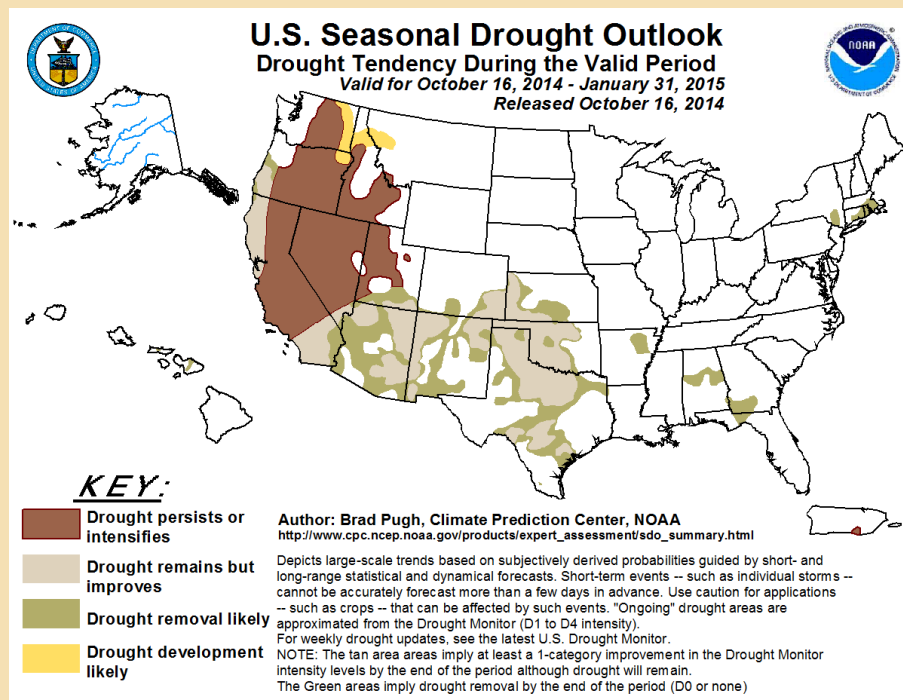 U.S. Seasonal Drought Outlook
Drought Tendency During the Valid Period
Valid for October 16, 2014 - January 31, 2015
Released October 16, 2014
DEPARTMENT OF COMMERCE
UNITED STATES OF AMERICA
NOAA
KEY:
Drought persists or
intensifies
Drought remains but
improves
Drought removal likely
Drought development
likely
Author: Brad Pugh, Climate Prediction Center, NOAA
http://www.cpc.ncep.noaa.gov/products/expert_assessment/sdo_summary.html
Depicts large-scale trends based on subjectively derived probabilities guided by short- and
long-range statistical and dynamical forecasts. Short-term events -- such as individual storms --
cannot be accurately forecast more than a few days in advance. Use caution for applications
-- such as crops -- that can be affected by such events. "Ongoing" drought areas are
approximated from the Drought Monitor (D1 to D4 intensity).
For weekly drought updates, see the latest U.S. Drought Monitor.
NOTE: The tan area areas imply at least a 1-category improvement in the Drought Monitor
intensity levels by the end of the period although drought will remain.
The Green areas imply drought removal by the end of the period (D0 or none)